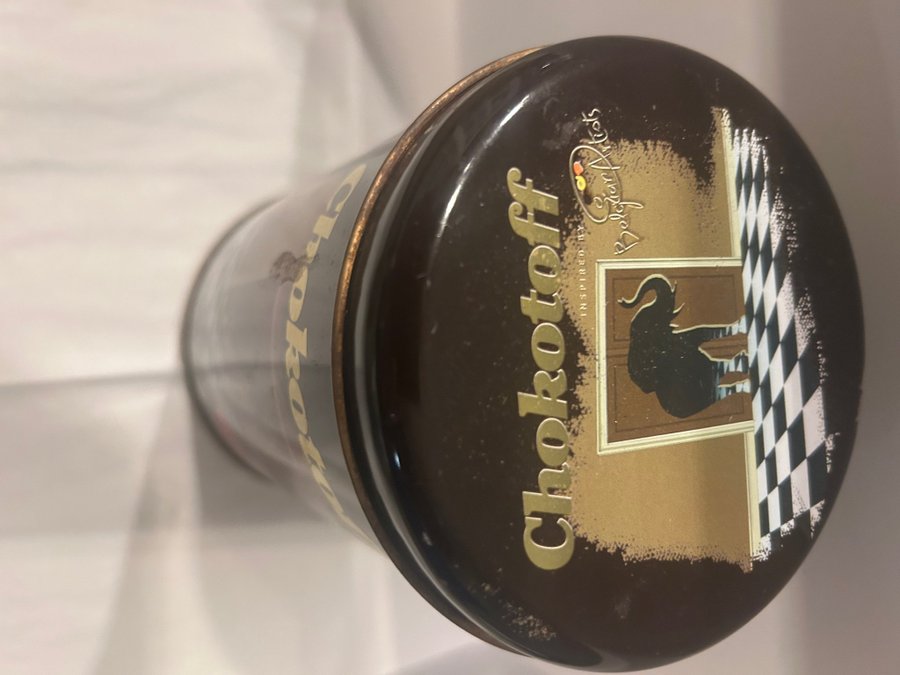 Chokotoff
INSPIRED BY
Belgian Artists
Chokotoff